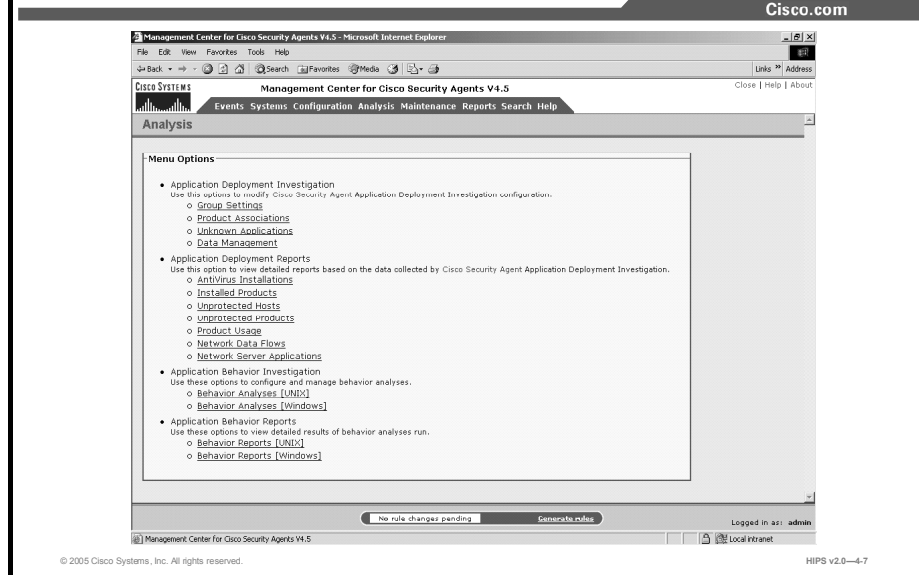 Cisco.com
Management Center for Cisco Security Agents V4.5 - Microsoft Internet Explorer
File Edit View Favorites Tools Help
Back Search Favorites Media Links » Address
CISCO SYSTEMS
Management Center for Cisco Security Agents V4.5
Close | Help | About
Events Systems Configuration Analysis Maintenance Reports Search Help
Analysis
Menu Options
• Application Deployment Investigation
Use this options to modify Cisco Security Agent Application Deployment Investigation configuration.
o Group Settings
o Product Associations
o Unknown Applications
o Data Management
• Application Deployment Reports
Use this option to view detailed reports based on the data collected by Cisco Security Agent Application Deployment Investigation.
o AntiVirus Installations
o Installed Products
o Unprotected Hosts
o Unprotected Products
o Product Usage
o Network Data Flows
o Network Server Applications
• Application Behavior Investigation
Use these options to configure and manage behavior analyses.
o Behavior Analyses [UNIX]
o Behavior Analyses [Windows]
• Application Behavior Reports
Use these options to view detailed results of behavior analyses run.
o Behavior Reports [UNIX]
o Behavior Reports [Windows]
No rule changes pending Generate rules
Logged in as: admin
Management Center for Cisco Security Agents V4.5
Local intranet
© 2005 Cisco Systems, Inc. All rights reserved.
HIPS v2.0—4-7